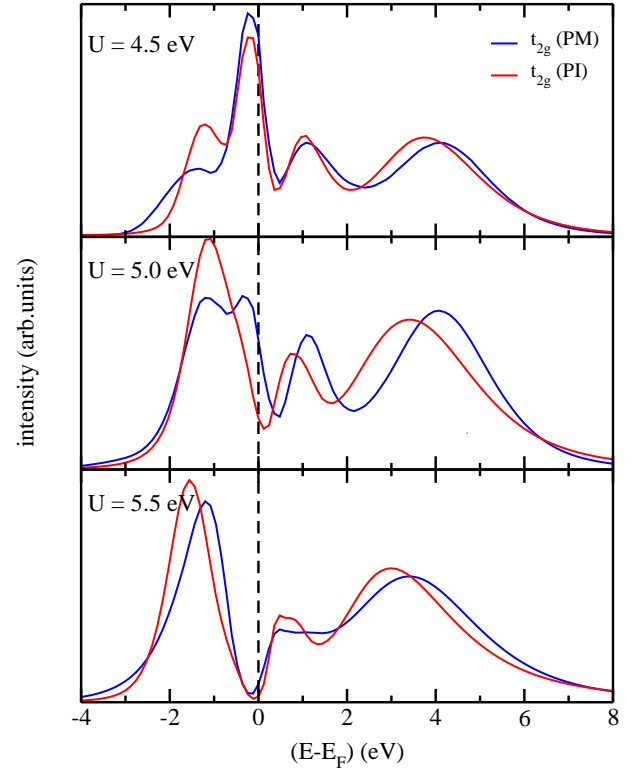 U = 4.5 eV
t2g (PM)
t2g (PI)
U = 5.0 eV
U = 5.5 eV
intensity (arb.units)
-4 -2 0 2 4 6 8
(E-EF) (eV)